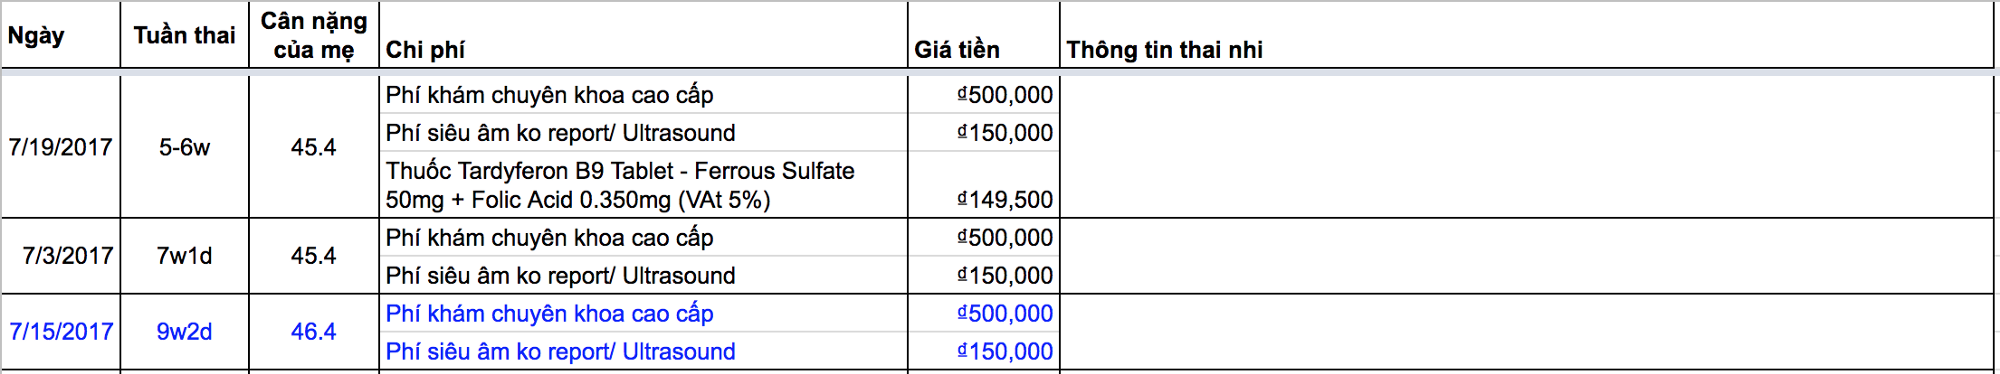 Ngày
Tuần thai
Cân nặng
của mẹ
Chi phí
Giá tiền
Thông tin thai nhi
7/19/2017
5-6w
45.4
Phí khám chuyên khoa cao cấp
₫500,000
Phí siêu âm ko report/ Ultrasound
₫150,000
Thuốc Tardyferon B9 Tablet - Ferrous Sulfate
50mg + Folic Acid 0.350mg (VAt 5%)
₫149,500
7/3/2017
7w1d
45.4
Phí khám chuyên khoa cao cấp
₫500,000
Phí siêu âm ko report/ Ultrasound
₫150,000
7/15/2017
9w2d
46.4
Phí khám chuyên khoa cao cấp
₫500,000
Phí siêu âm ko report/ Ultrasound
₫150,000